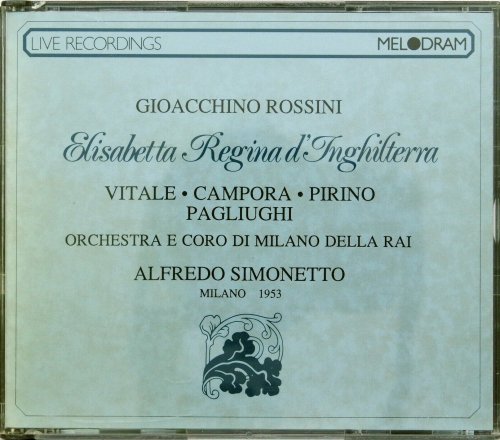 LIVE RECORDINGS
MELODRAM
GIOACCHINO ROSSINI
Elisabetta Regina d'Inghilterra
VITALE • CAMPORA • PIRINO
PAGLIUGHI
ORCHESTRA E CORO DI MILANO DELLA RAI
ALFREDO SIMONETTO
MILANO 1953